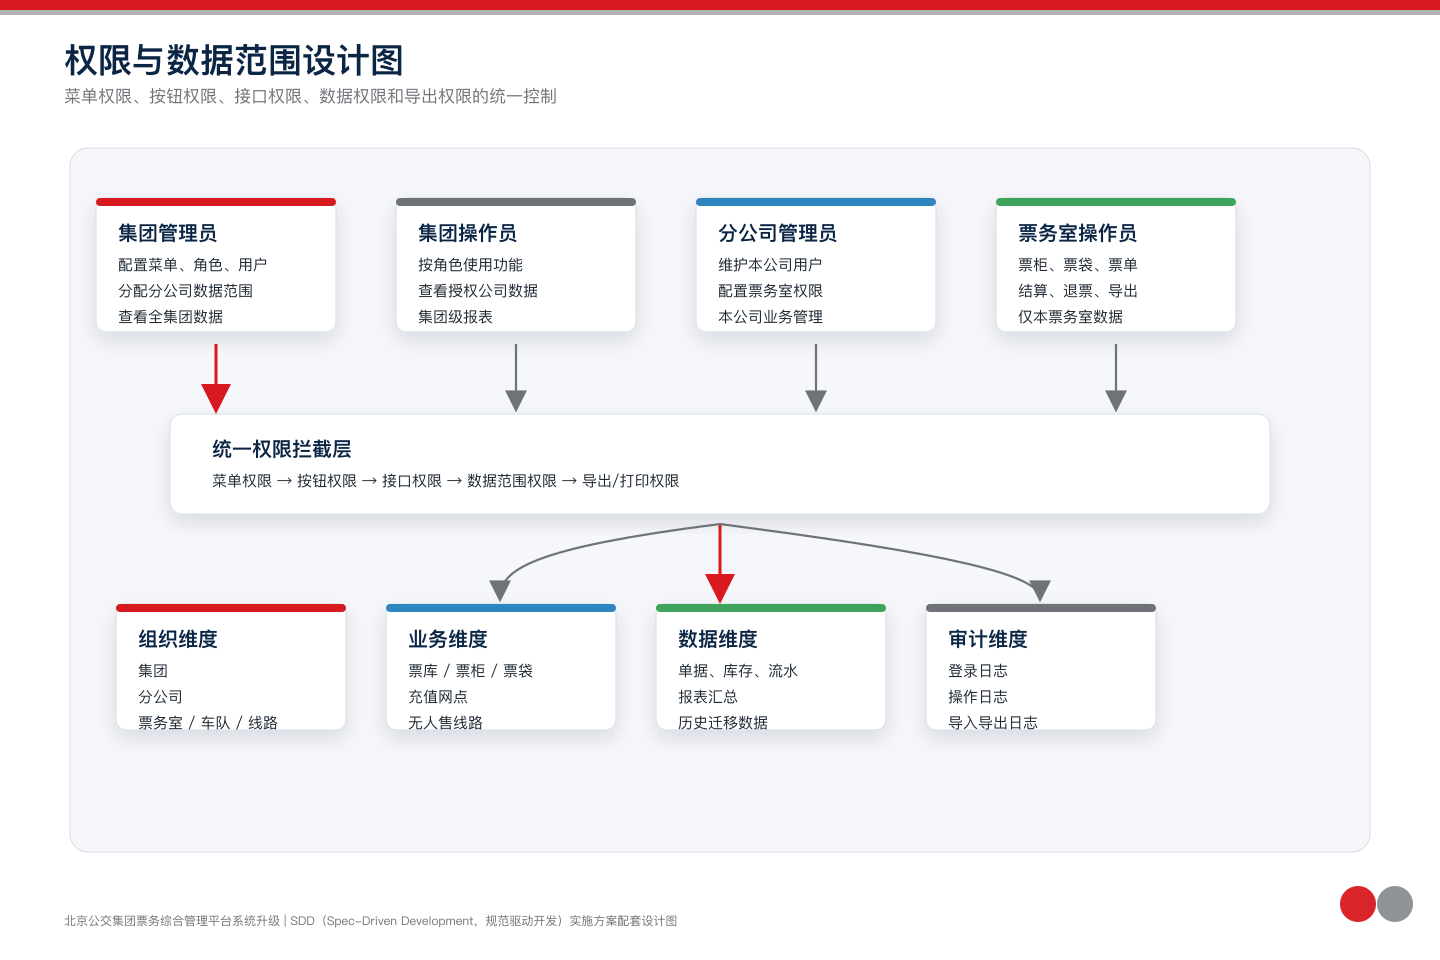 权限与数据范围设计图
菜单权限、按钮权限、接口权限、数据权限和导出权限的统一控制
集团管理员
配置菜单、角色、用户
分配分公司数据范围
查看全集团数据
集团操作员
按角色使用功能
查看授权公司数据
集团级报表
分公司管理员
维护本公司用户
配置票务室权限
本公司业务管理
票务室操作员
票柜、票袋、票单
结算、退票、导出
仅本票务室数据
统一权限拦截层
菜单权限 → 按钮权限 → 接口权限 → 数据范围权限 → 导出/打印权限
组织维度
集团
分公司
票务室 / 车队 / 线路
业务维度
票库 / 票柜 / 票袋
充值网点
无人售线路
数据维度
单据、库存、流水
报表汇总
历史迁移数据
审计维度
登录日志
操作日志
导入导出日志
北京公交集团票务综合管理平台系统升级 | SDD（Spec-Driven Development，规范驱动开发）实施方案配套设计图